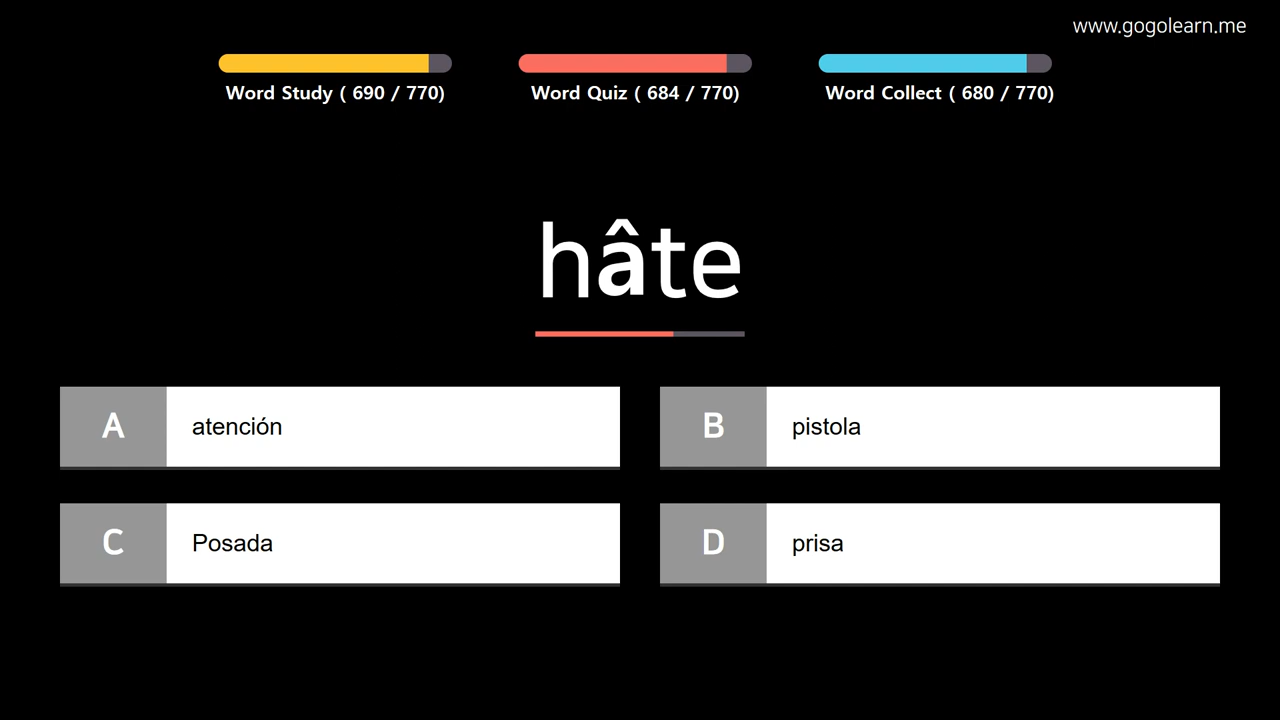 www.gogolearn.me
Word Study ( 690 / 770)
Word Quiz ( 684 / 770)
Word Collect ( 680 / 770)
hâte
A atención
B pistola
C Posada
D prisa